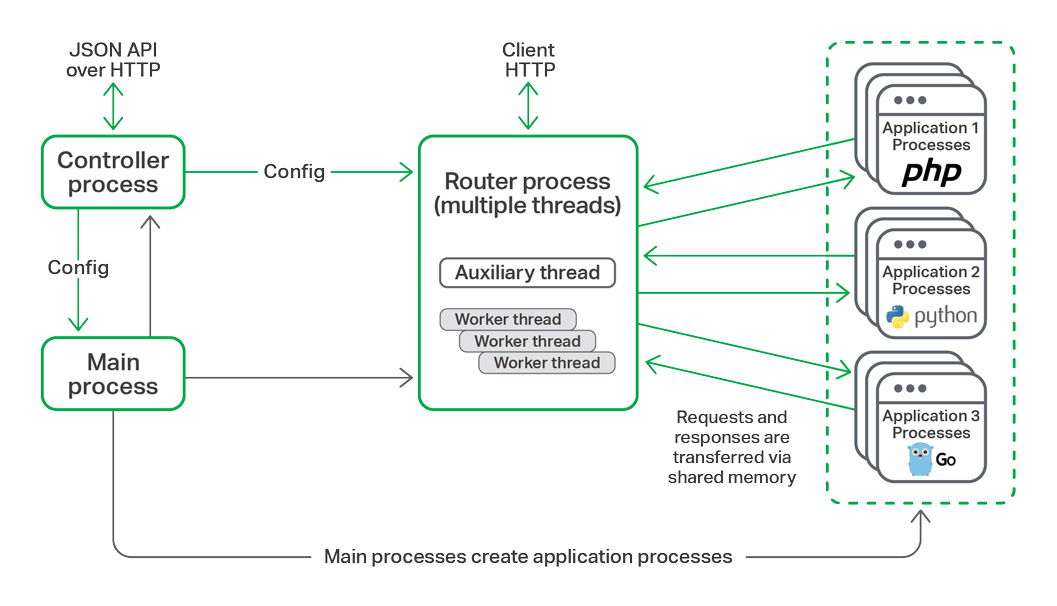 JSON API
over HTTP
Client
HTTP
Controller
process
Config
Config
Main
process
Router process
(multiple threads)
Auxiliary thread
Worker thread
Worker thread
Worker thread
Application 1
Processes
php
Application 2
Processes
python
Application 3
Processes
Go
Requests and
responses are
transferred via
shared memory
Main processes create application processes